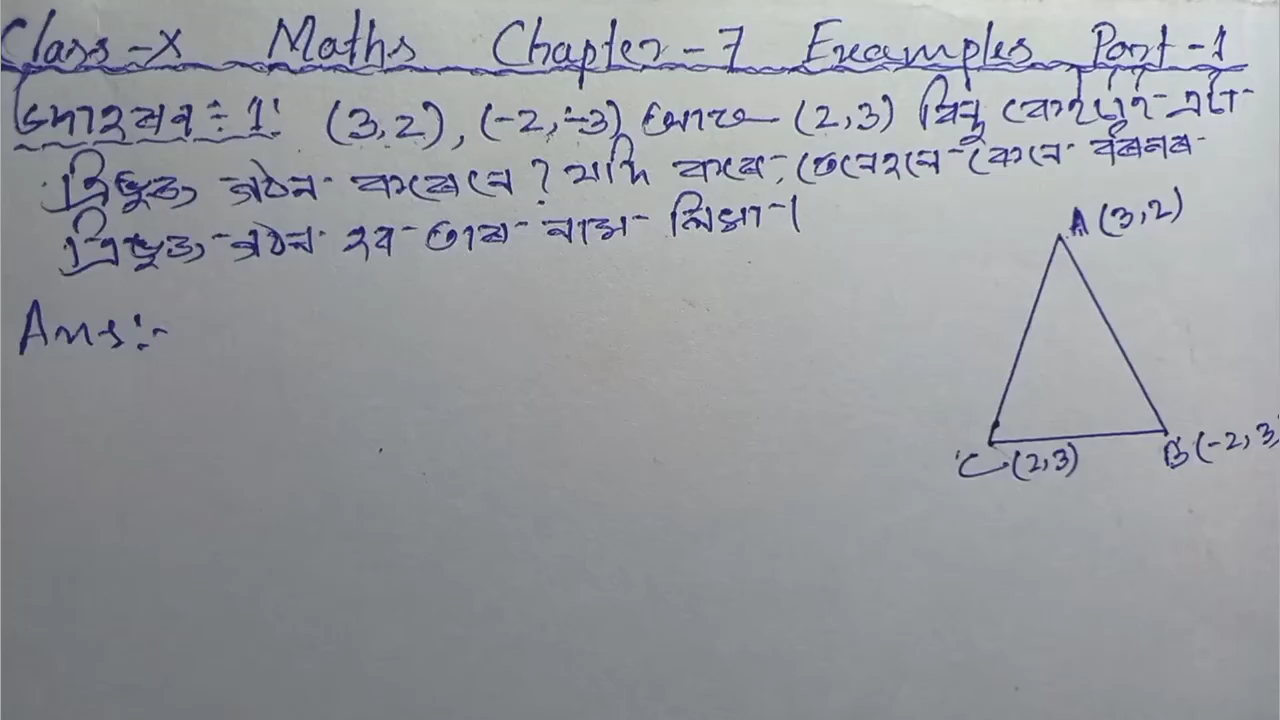 Class-X Maths Chapter-7 Examples Part-1
উদাহৰণ ÷ 1: (3,2), (-2,-3) আৰু (2,3) বিন্দু কেইটাই এটা
ত্ৰিভুজ গঠন কৰেনে? যদি কৰে, তেনেহলে কেনে ধৰণৰ
ত্ৰিভুজ গঠন হব তাৰ নাম লিখা।
A(3,2)
Ans:-
C(2,3)
B(-2,3